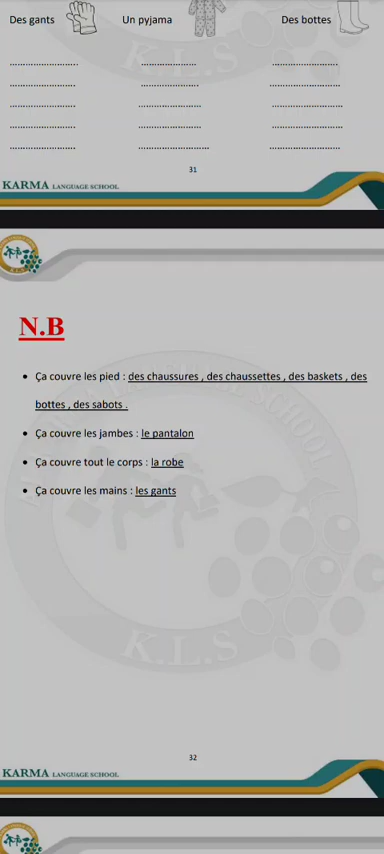 Des gants Un pyjama Des bottes
........................... ...................... ..........................
.......................... ....................... ............................
.......................... ......................... ............................
.......................... ......................... ............................
.......................... ............................ ............................
31
KARMA LANGUAGE SCHOOL
K.L.S
N.B
• Ça couvre les pied : des chaussures , des chaussettes , des baskets , des
bottes , des sabots .
• Ça couvre les jambes : le pantalon
• Ça couvre tout le corps : la robe
• Ça couvre les mains : les gants
K.L.S
32
KARMA LANGUAGE SCHOOL